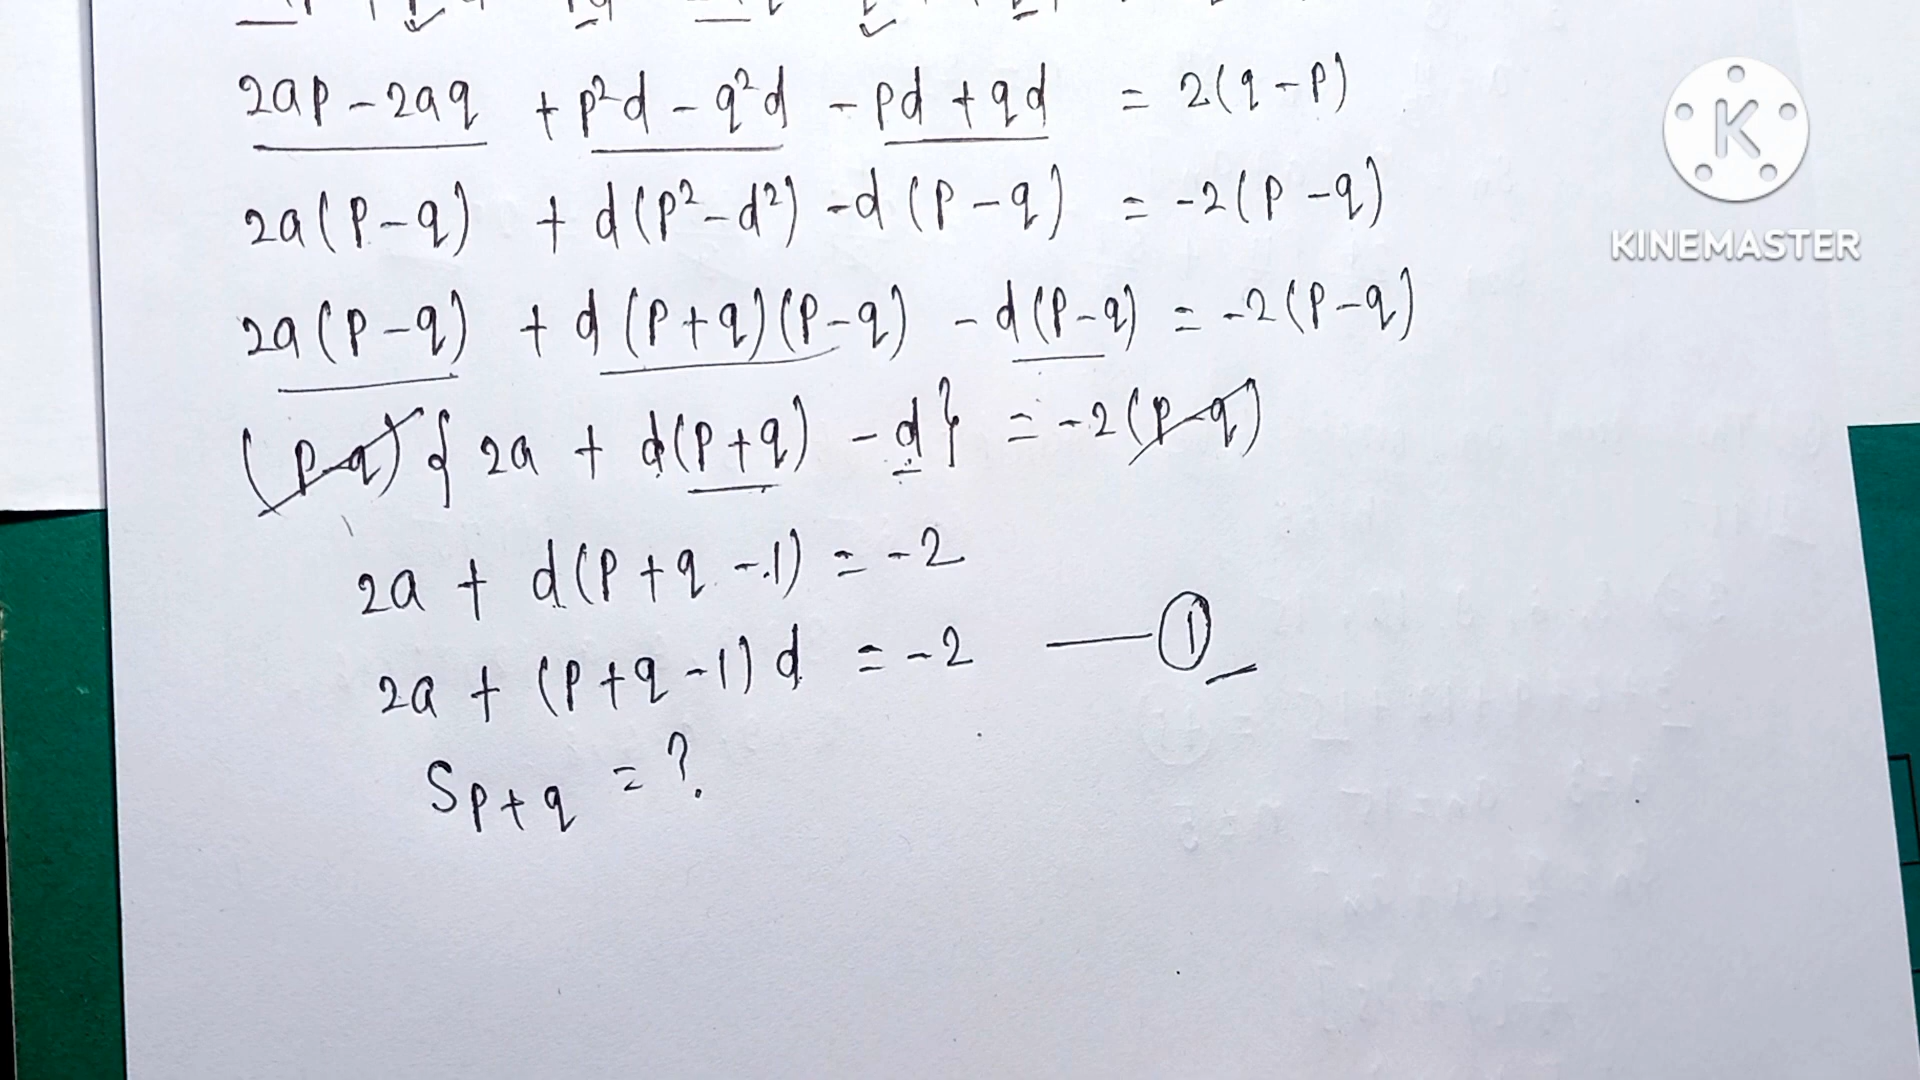 2ap - 2aq + p²d - q²d - pd + qd = 2(q - p)
K
2a(p - q) + d(p² - d²) - d(p - q) = -2(p - q)
KINEMASTER
2a(p - q) + d(p + q)(p - q) - d(p - q) = -2(p - q)
(p - q){2a + d(p + q) - d} = -2(p - q)
2a + d(p + q - 1) = -2
2a + (p + q - 1)d = -2 — ①
Sp+q = ?